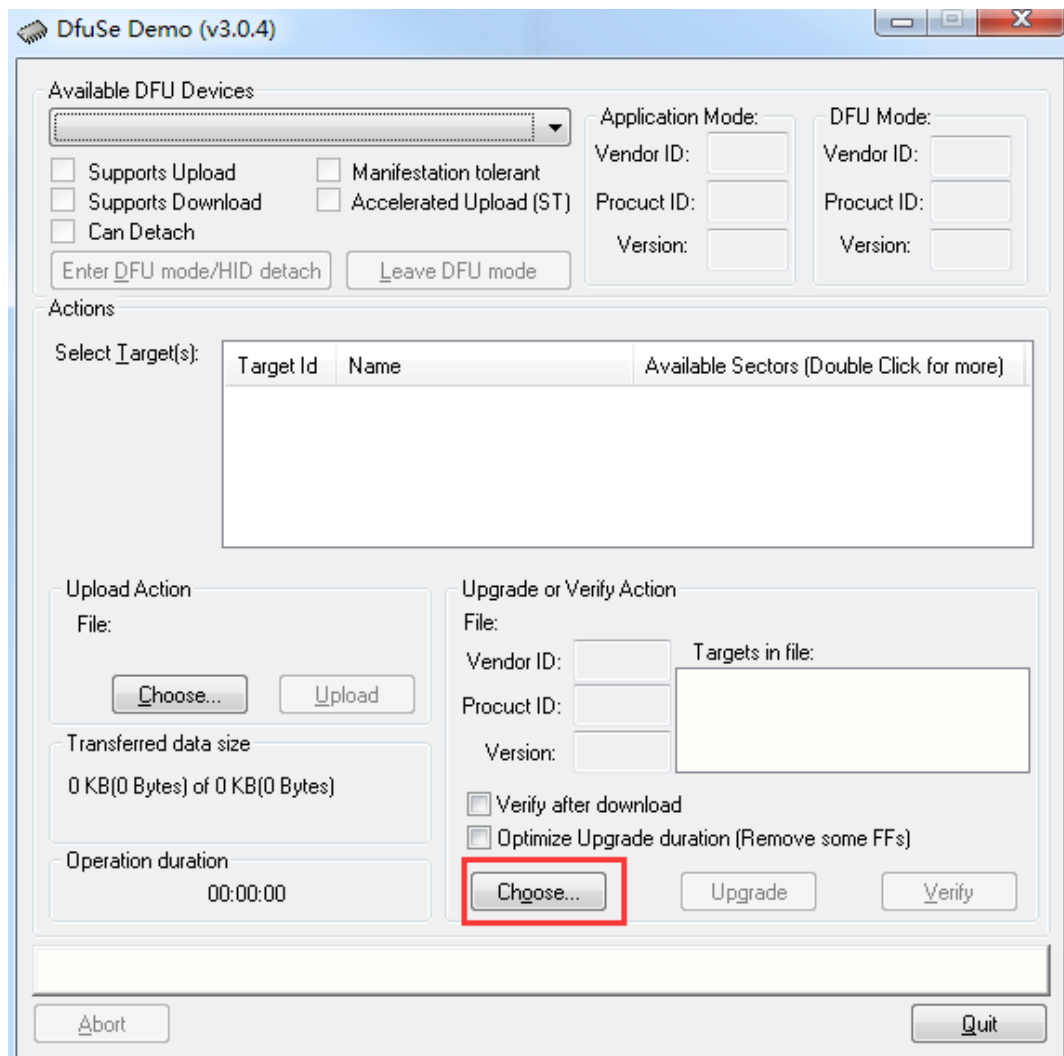 DfuSe Demo (v3.0.4)
Available DFU Devices
Supports Upload
Manifestation tolerant
Supports Download
Accelerated Upload (ST)
Can Detach
Enter DFU mode/HID detach
Leave DFU mode
Application Mode:
Vendor ID:
Procuct ID:
Version:
DFU Mode:
Vendor ID:
Procuct ID:
Version:
Actions
Select Target(s):
Target Id
Name
Available Sectors (Double Click for more)
Upload Action
File:
Choose...
Upload
Transferred data size
0 KB(0 Bytes) of 0 KB(0 Bytes)
Operation duration
00:00:00
Upgrade or Verify Action
File:
Vendor ID:
Procuct ID:
Version:
Targets in file:
Verify after download
Optimize Upgrade duration (Remove some FFs)
Choose...
Upgrade
Verify
Abort
Quit